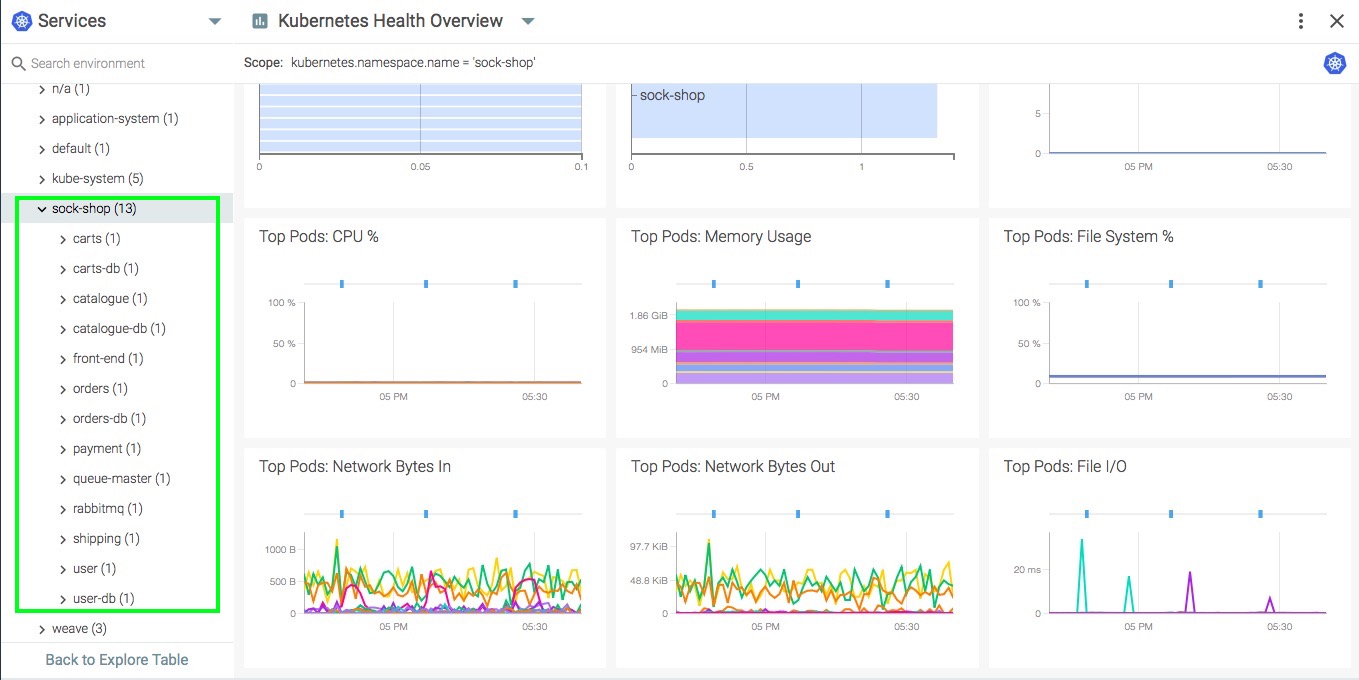 Services
Kubernetes Health Overview
Search environment
Scope: kubernetes.namespace.name = 'sock-shop'
n/a (1)
application-system (1)
default (1)
kube-system (5)
sock-shop (13)
carts (1)
carts-db (1)
catalogue (1)
catalogue-db (1)
front-end (1)
orders (1)
orders-db (1)
payment (1)
queue-master (1)
rabbitmq (1)
shipping (1)
user (1)
user-db (1)
weave (3)
Back to Explore Table
0 0.05 0.1
sock-shop
0 0.5 1
5
0
05 PM 05:30
Top Pods: CPU %
100 %
50 %
0
05 PM 05:30
Top Pods: Memory Usage
1.86 GiB
954 MiB
0
05 PM 05:30
Top Pods: File System %
100 %
50 %
0
05 PM 05:30
Top Pods: Network Bytes In
1000 B
500 B
0
05 PM 05:30
Top Pods: Network Bytes Out
97.7 KiB
48.8 KiB
0
05 PM 05:30
Top Pods: File I/O
20 ms
0
05 PM 05:30